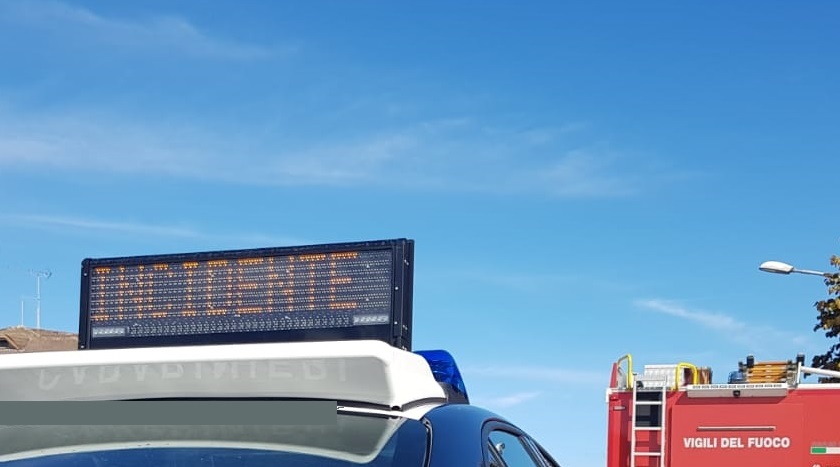 INCIDENTE
CARABINIERI
VIGILI DEL FUOCO